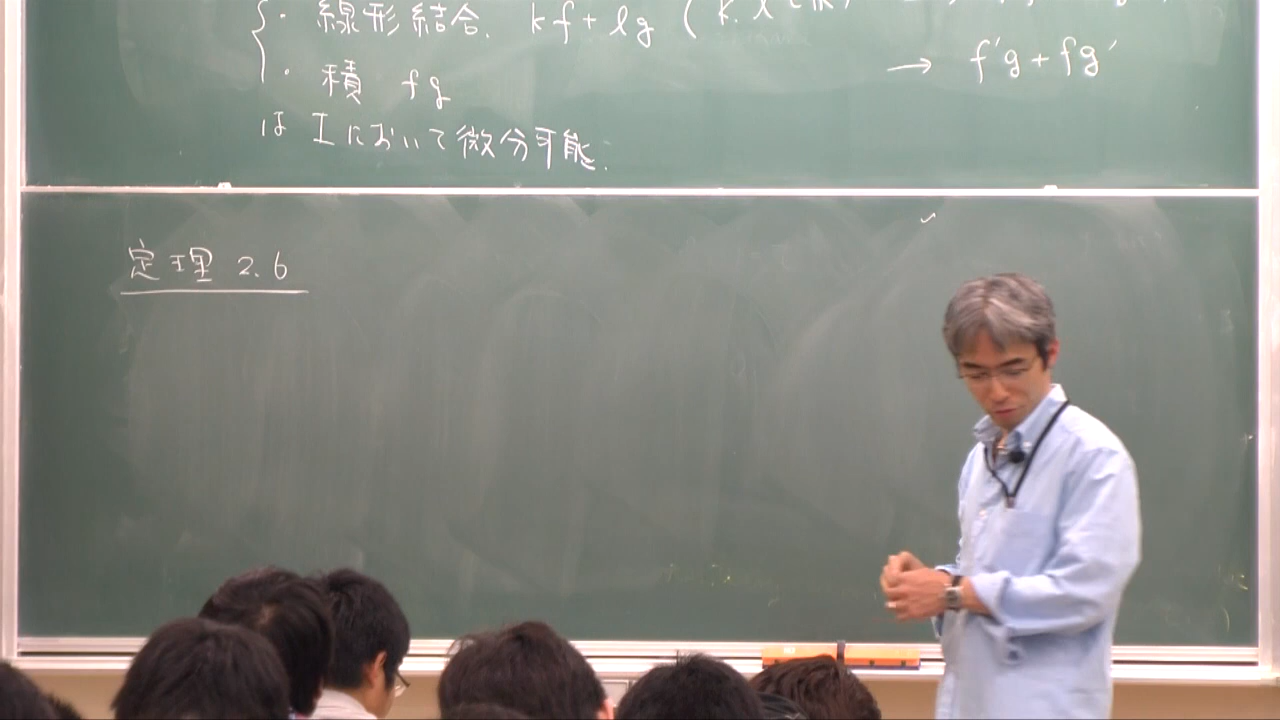 ・線形結合. kf + lg (k, l ∈ ℝ)
→ f'g + fg'
・積 fg
は I において微分可能.
定理 2.6